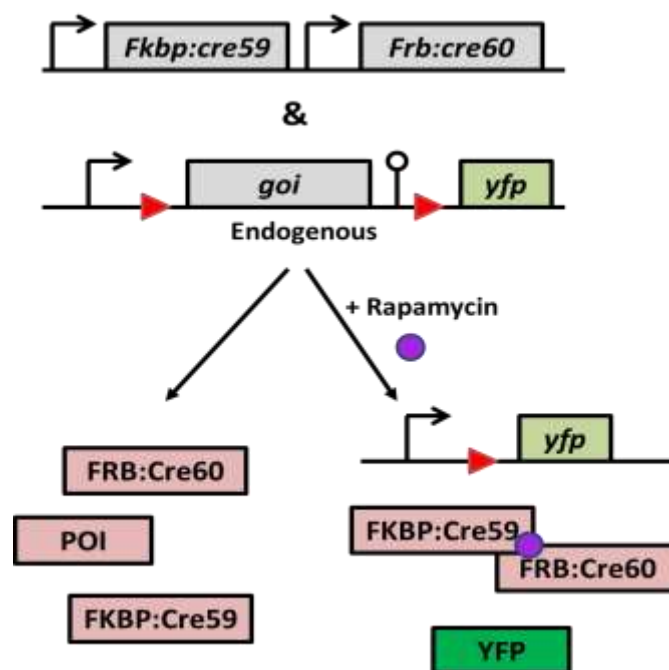 Fkbp:cre59 Frb:cre60
&
goi yfp
Endogenous
+ Rapamycin
yfp
FRB:Cre60
FKBP:Cre59
POI
FRB:Cre60
FKBP:Cre59
YFP